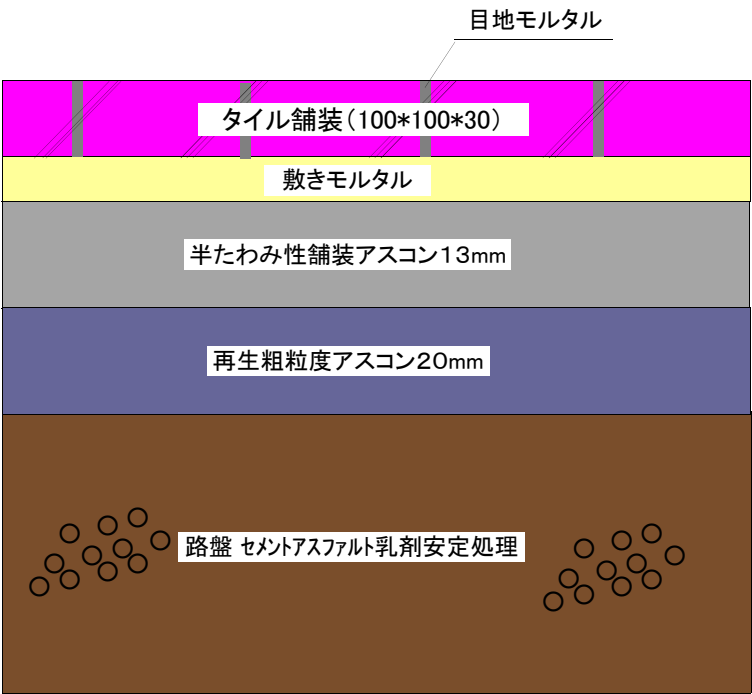 目地モルタル
タイル舗装（100*100*30）
敷きモルタル
半たわみ性舗装アスコン１３mm
再生粗粒度アスコン２０mm
路盤 ｾﾒﾝﾄｱｽﾌｧﾙﾄ乳剤安定処理